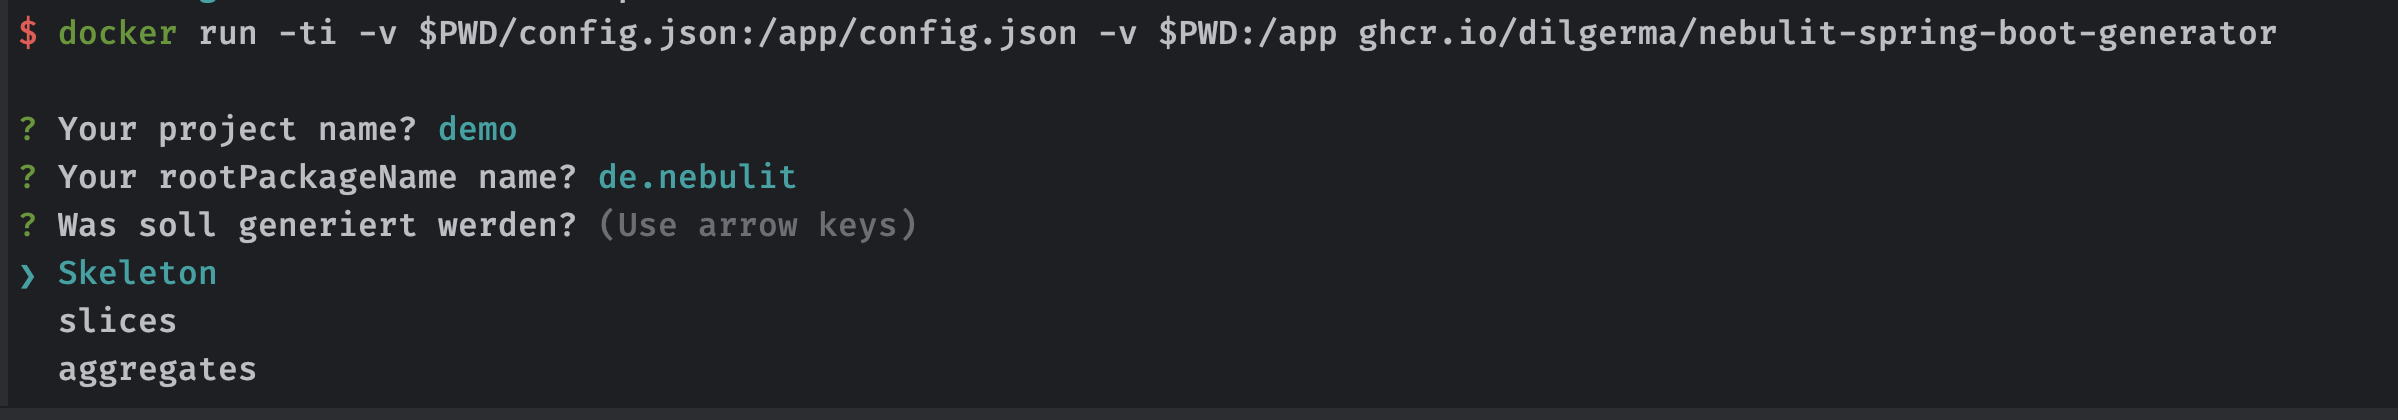 $ docker run -ti -v $PWD/config.json:/app/config.json -v $PWD:/app ghcr.io/dilgerma/nebulit-spring-boot-generator
? Your project name? demo
? Your rootPackageName name? de.nebulit
? Was soll generiert werden? (Use arrow keys)
❯ Skeleton
slices
aggregates